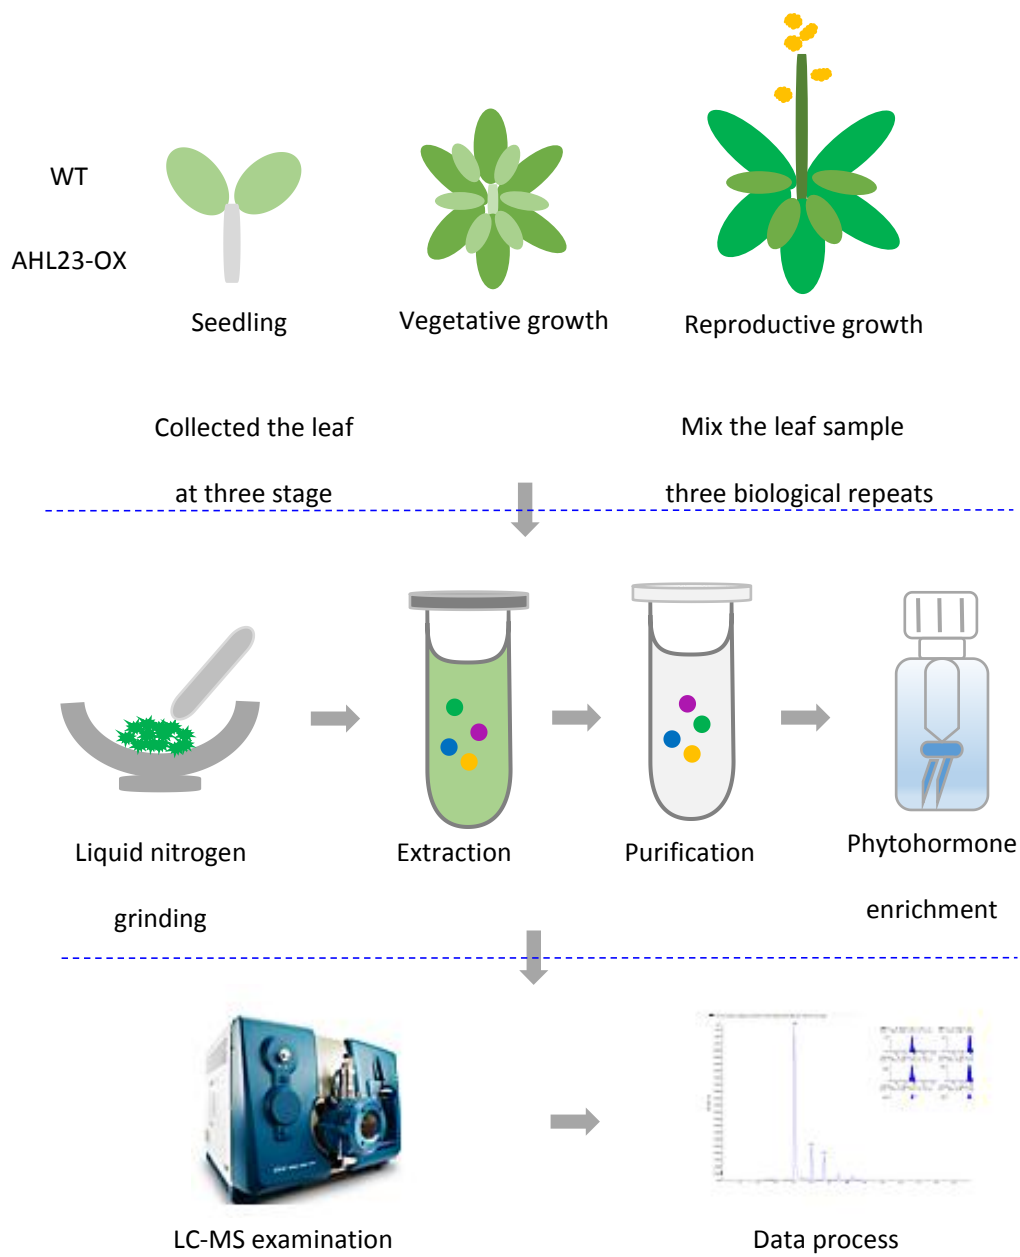 WT
AHL23-OX
Seedling
Vegetative growth
Reproductive growth
Collected the leaf
at three stage
Mix the leaf sample
three biological repeats
Liquid nitrogen
grinding
Extraction
Purification
Phytohormone
enrichment
LC-MS examination
Data process